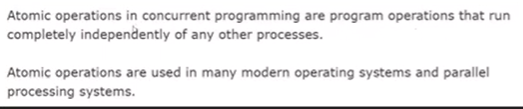 Atomic operations in concurrent programming are program operations that run
completely independently of any other processes.
Atomic operations are used in many modern operating systems and parallel
processing systems.